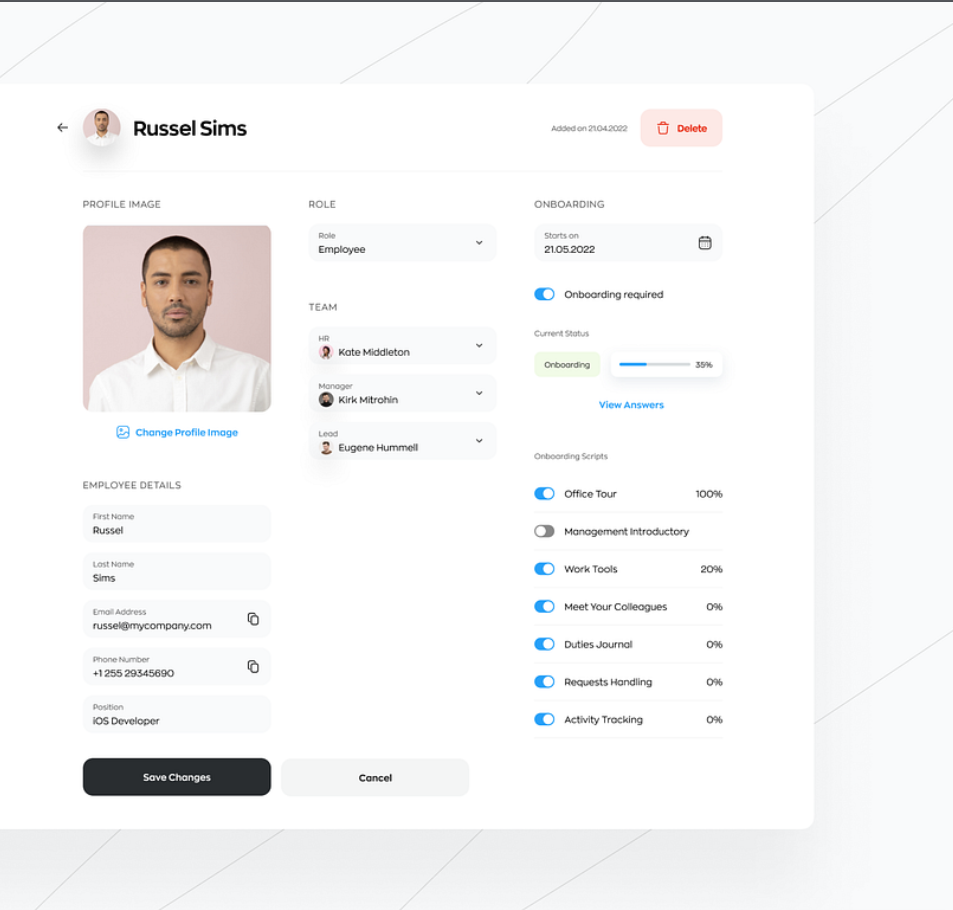 Russel Sims
Added on 21.04.2022
Delete
PROFILE IMAGE
Change Profile Image
EMPLOYEE DETAILS
First Name
Russel
Last Name
Sims
Email Address
russel@mycompany.com
Phone Number
+1 255 29345690
Position
iOS Developer
ROLE
Role
Employee
TEAM
HR
Kate Middleton
Manager
Kirk Mitrohin
Lead
Eugene Hummell
ONBOARDING
Starts on
21.05.2022
Onboarding required
Current Status
Onboarding 35%
View Answers
Onboarding Scripts
Office Tour 100%
Management Introductory
Work Tools 20%
Meet Your Colleagues 0%
Duties Journal 0%
Requests Handling 0%
Activity Tracking 0%
Save Changes
Cancel